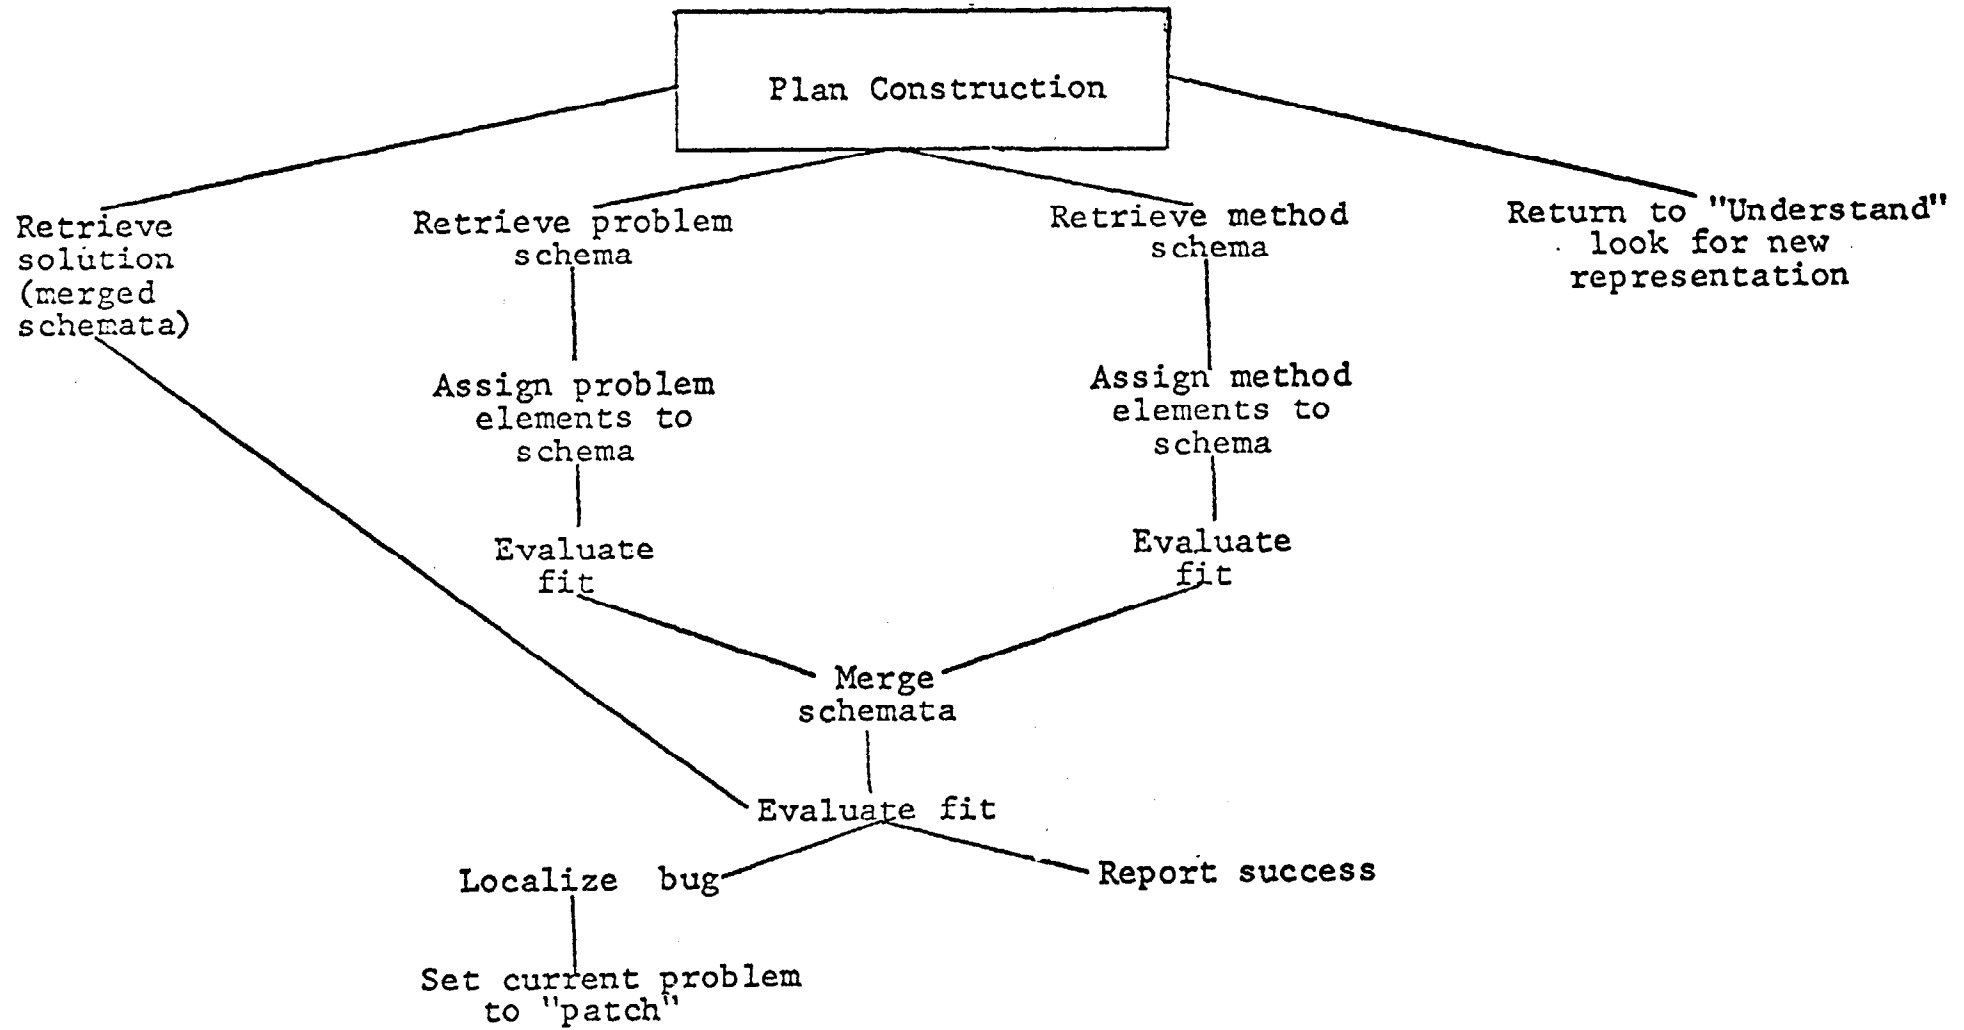 Plan Construction
Retrieve
solution
(merged
schemata)
Retrieve problem
schema
Retrieve method
schema
Return to "Understand"
look for new
representation
Assign problem
elements to
schema
Assign method
elements to
schema
Evaluate
fit
Evaluate
fit
Merge
schemata
Evaluate fit
Localize bug
Report success
Set current problem
to "patch"